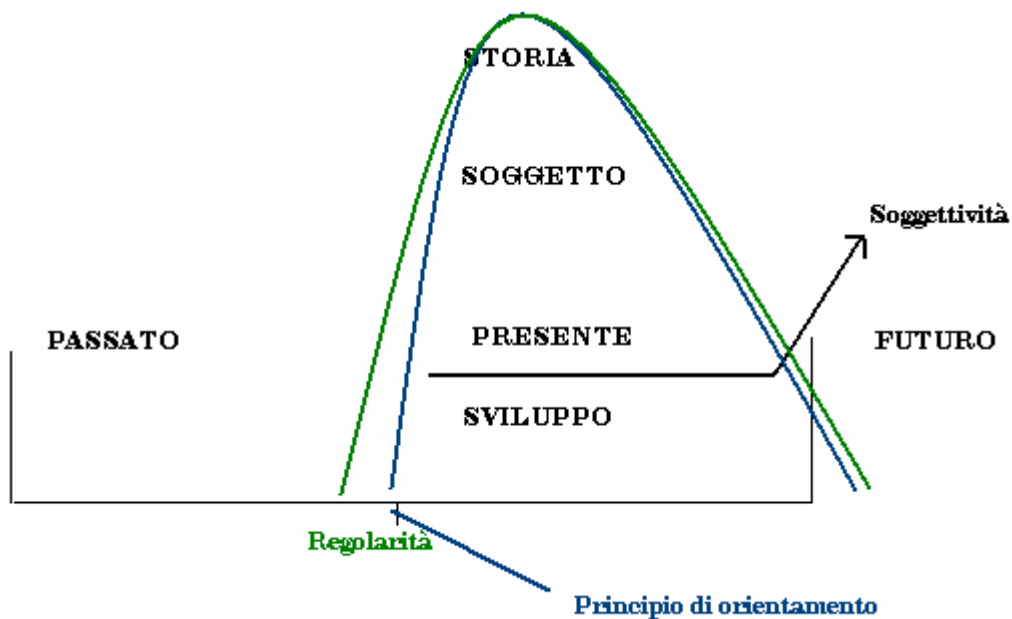 STORIA
SOGGETTO
Soggettività
PASSATO
PRESENTE
FUTURO
SVILUPPO
Regolarità
Principio di orientamento